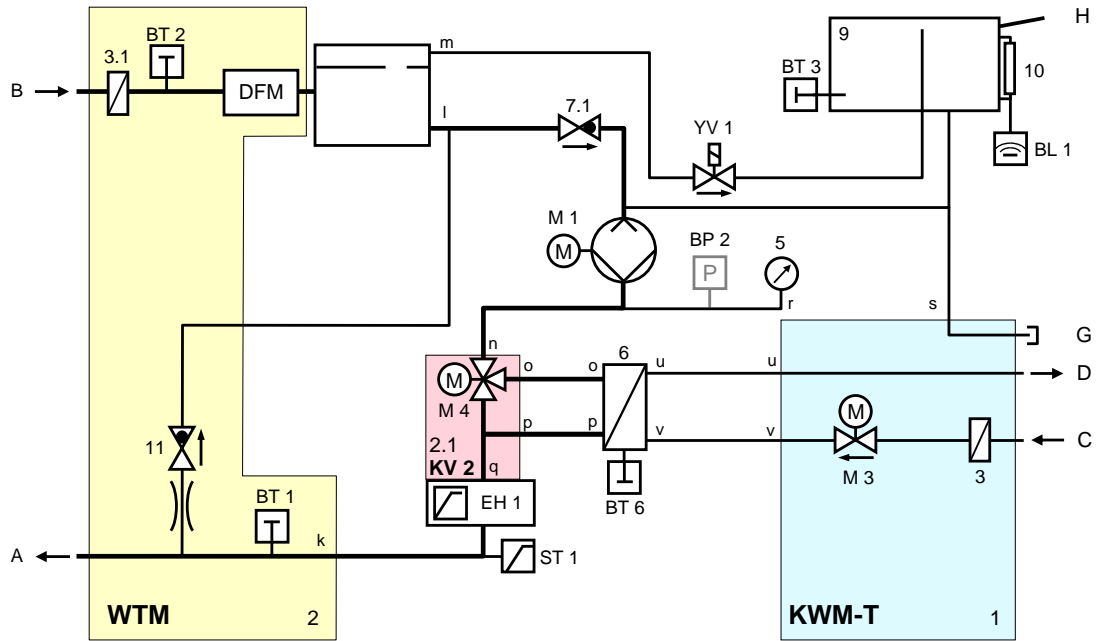 H
m
9
BT 2
3.1
BT 3
10
B
DFM
l
7.1
YV 1
BL 1
M 1
M
BP 2
5
P
r
s
n
G
o
o
6
u
u
D
M
M 4
M
p
p
v
v
C
11
2.1
KV 2
q
M 3
3
BT 1
EH 1
BT 6
k
A
ST 1
WTM
2
KWM-T
1